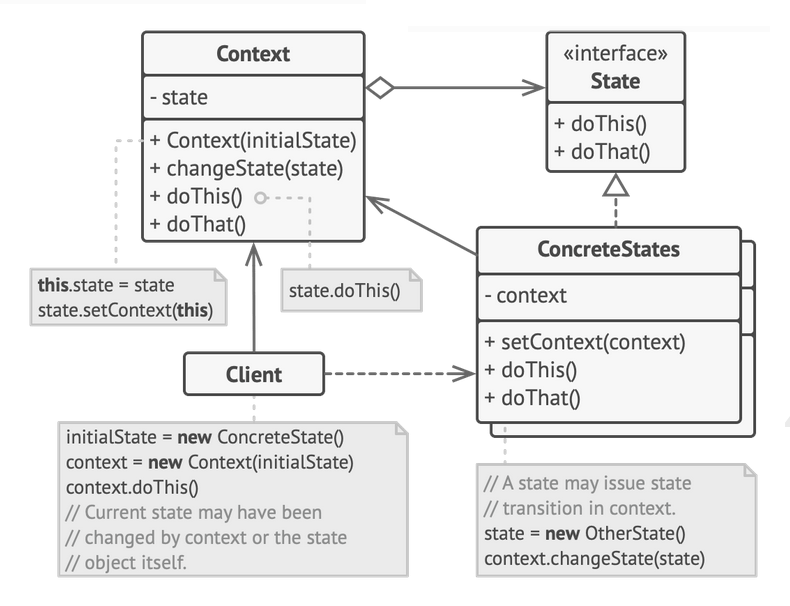 Context
- state
+ Context(initialState)
+ changeState(state)
+ doThis()
+ doThat()
«interface»
State
+ doThis()
+ doThat()
ConcreteStates
- context
+ setContext(context)
+ doThis()
+ doThat()
this.state = state
state.setContext(this)
state.doThis()
Client
initialState = new ConcreteState()
context = new Context(initialState)
context.doThis()
// Current state may have been
// changed by context or the state
// object itself.
// A state may issue state
// transition in context.
state = new OtherState()
context.changeState(state)